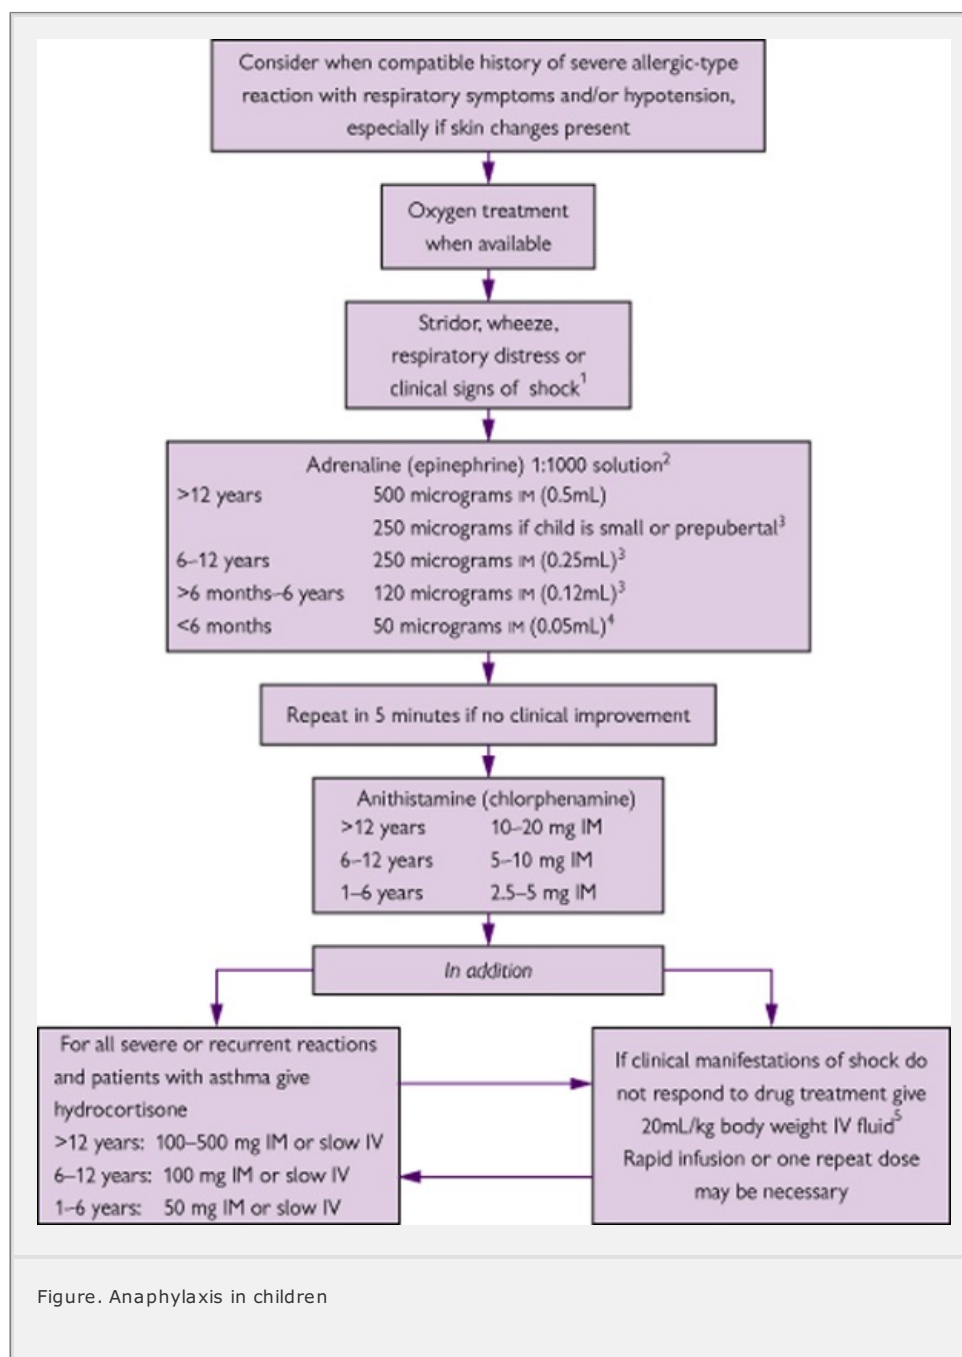 Consider when compatible history of severe allergic-type
reaction with respiratory symptoms and/or hypotension,
especially if skin changes present
Oxygen treatment
when available
Stridor, wheeze,
respiratory distress or
clinical signs of shock¹
Adrenaline (epinephrine) 1:1000 solution²
>12 years 500 micrograms IM (0.5mL)
250 micrograms if child is small or prepubertal³
6–12 years 250 micrograms IM (0.25mL)³
>6 months–6 years 120 micrograms IM (0.12mL)³
<6 months 50 micrograms IM (0.05mL)⁴
Repeat in 5 minutes if no clinical improvement
Anithistamine (chlorphenamine)
>12 years 10–20 mg IM
6–12 years 5–10 mg IM
1–6 years 2.5–5 mg IM
In addition
For all severe or recurrent reactions
and patients with asthma give
hydrocortisone
>12 years: 100–500 mg IM or slow IV
6–12 years: 100 mg IM or slow IV
1–6 years: 50 mg IM or slow IV
If clinical manifestations of shock do
not respond to drug treatment give
20mL/kg body weight IV fluid⁵
Rapid infusion or one repeat dose
may be necessary
Figure. Anaphylaxis in children